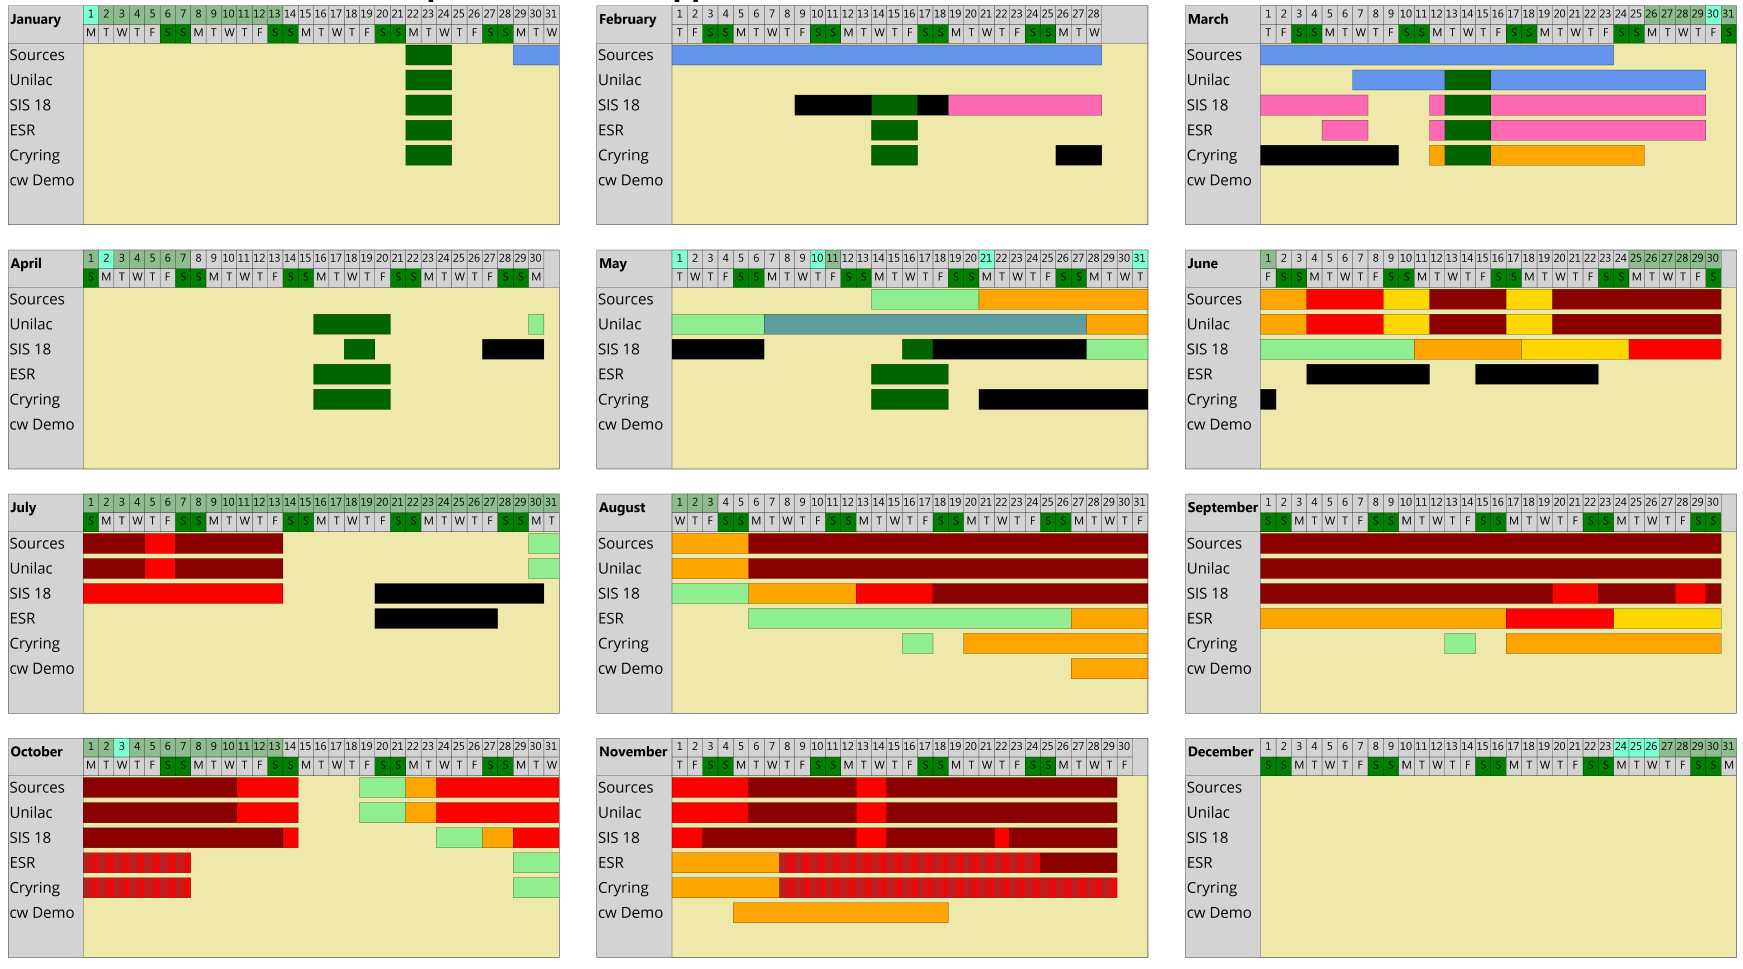 January 1 2 3 4 5 6 7 8 9 10 11 12 13 14 15 16 17 18 19 20 21 22 23 24 25 26 27 28 29 30 31
M T W T F S S M T W T F S S M T W T F S S M T W T F S S M T W
Sources
Unilac
SIS 18
ESR
Cryring
cw Demo
February 1 2 3 4 5 6 7 8 9 10 11 12 13 14 15 16 17 18 19 20 21 22 23 24 25 26 27 28
T F S S M T W T F S S M T W T F S S M T W T F S S M T W
Sources
Unilac
SIS 18
ESR
Cryring
cw Demo
March 1 2 3 4 5 6 7 8 9 10 11 12 13 14 15 16 17 18 19 20 21 22 23 24 25 26 27 28 29 30 31
T F S S M T W T F S S M T W T F S S M T W T F S S M T W T F S
Sources
Unilac
SIS 18
ESR
Cryring
cw Demo
April 1 2 3 4 5 6 7 8 9 10 11 12 13 14 15 16 17 18 19 20 21 22 23 24 25 26 27 28 29 30
S M T W T F S S M T W T F S S M T W T F S S M T W T F S S M
Sources
Unilac
SIS 18
ESR
Cryring
cw Demo
May 1 2 3 4 5 6 7 8 9 10 11 12 13 14 15 16 17 18 19 20 21 22 23 24 25 26 27 28 29 30 31
T W T F S S M T W T F S S M T W T F S S M T W T F S S M T W T
Sources
Unilac
SIS 18
ESR
Cryring
cw Demo
June 1 2 3 4 5 6 7 8 9 10 11 12 13 14 15 16 17 18 19 20 21 22 23 24 25 26 27 28 29 30
F S S M T W T F S S M T W T F S S M T W T F S S M T W T F S
Sources
Unilac
SIS 18
ESR
Cryring
cw Demo
July 1 2 3 4 5 6 7 8 9 10 11 12 13 14 15 16 17 18 19 20 21 22 23 24 25 26 27 28 29 30 31
S M T W T F S S M T W T F S S M T W T F S S M T W T F S S M T
Sources
Unilac
SIS 18
ESR
Cryring
cw Demo
August 1 2 3 4 5 6 7 8 9 10 11 12 13 14 15 16 17 18 19 20 21 22 23 24 25 26 27 28 29 30 31
W T F S S M T W T F S S M T W T F S S M T W T F S S M T W T F
Sources
Unilac
SIS 18
ESR
Cryring
cw Demo
September 1 2 3 4 5 6 7 8 9 10 11 12 13 14 15 16 17 18 19 20 21 22 23 24 25 26 27 28 29 30
S S M T W T F S S M T W T F S S M T W T F S S M T W T F S S
Sources
Unilac
SIS 18
ESR
Cryring
cw Demo
October 1 2 3 4 5 6 7 8 9 10 11 12 13 14 15 16 17 18 19 20 21 22 23 24 25 26 27 28 29 30 31
M T W T F S S M T W T F S S M T W T F S S M T W T F S S M T W
Sources
Unilac
SIS 18
ESR
Cryring
cw Demo
November 1 2 3 4 5 6 7 8 9 10 11 12 13 14 15 16 17 18 19 20 21 22 23 24 25 26 27 28 29 30
T F S S M T W T F S S M T W T F S S M T W T F S S M T W T F
Sources
Unilac
SIS 18
ESR
Cryring
cw Demo
December 1 2 3 4 5 6 7 8 9 10 11 12 13 14 15 16 17 18 19 20 21 22 23 24 25 26 27 28 29 30 31
S S M T W T F S S M T W T F S S M T W T F S S M T W T F S S M
Sources
Unilac
SIS 18
ESR
Cryring
cw Demo